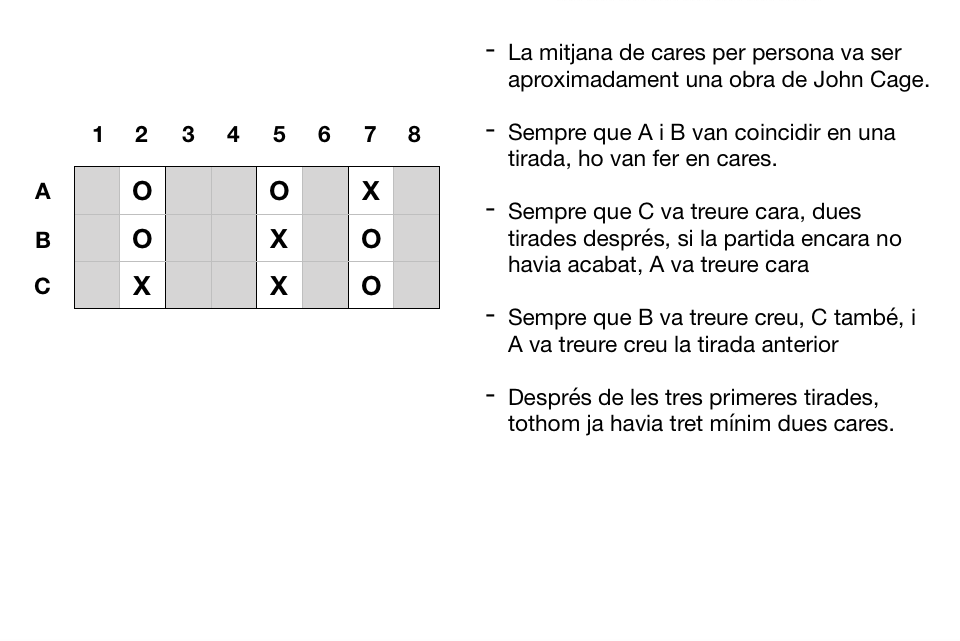 1 2 3 4 5 6 7 8
A O O X
B O X O
C X X O
- La mitjana de cares per persona va ser
aproximadament una obra de John Cage.
- Sempre que A i B van coincidir en una
tirada, ho van fer en cares.
- Sempre que C va treure cara, dues
tirades després, si la partida encara no
havia acabat, A va treure cara
- Sempre que B va treure creu, C també, i
A va treure creu la tirada anterior
- Després de les tres primeres tirades,
tothom ja havia tret mínim dues cares.